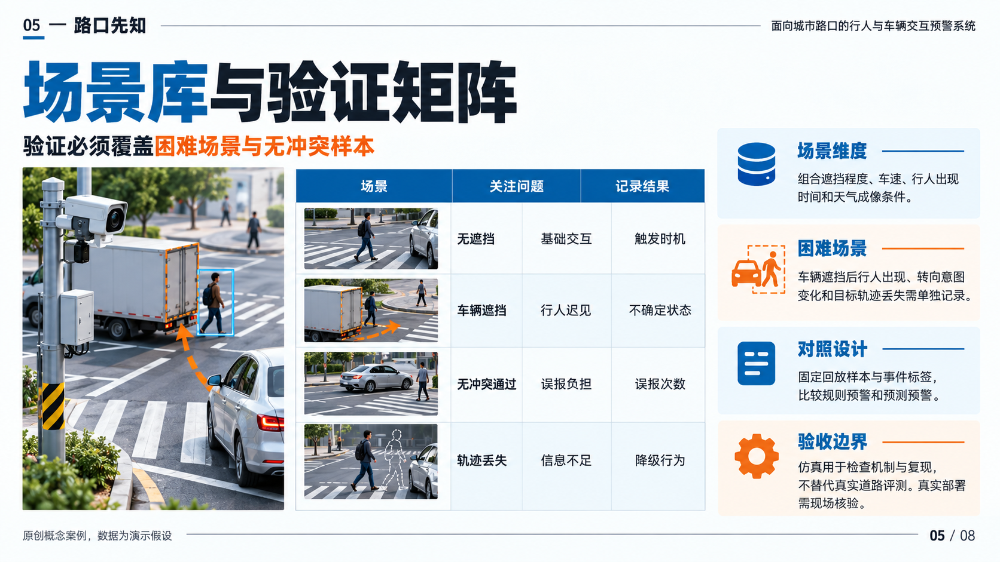 05 — 路口先知
面向城市路口的行人与车辆交互预警系统
场景库与验证矩阵
验证必须覆盖困难场景与无冲突样本
场景 关注问题 记录结果
无遮挡 基础交互 触发时机
车辆遮挡 行人迟见 不确定状态
无冲突通过 误报负担 误报次数
轨迹丢失 信息不足 降级行为
场景维度
组合遮挡程度、车速、行人出现
时间和天气成像条件。
困难场景
车辆遮挡后行人出现、转向意图
变化和目标轨迹丢失需单独记录。
对照设计
固定回放样本与事件标签，
比较规则预警和预测预警。
验收边界
仿真用于检查机制与复现，
不替代真实道路评测。真实部署
需现场核验。
原创概念案例，数据为演示假设
05 / 08